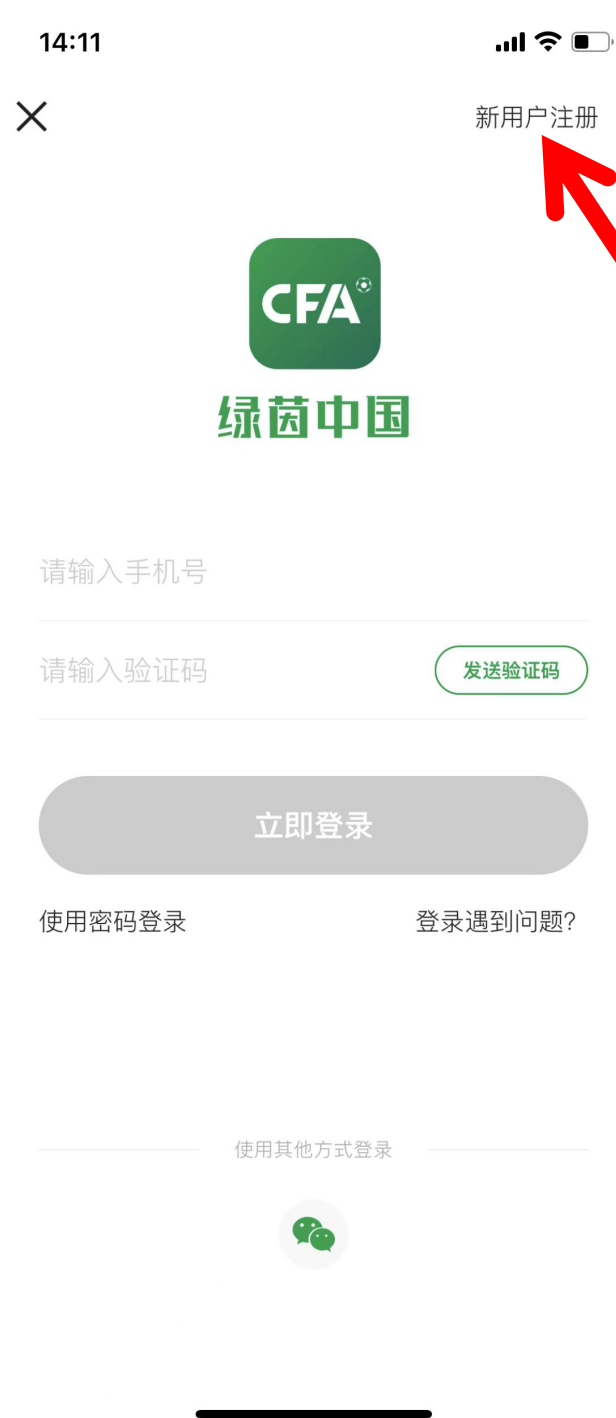 14:11
新用户注册
CFA
绿茵中国
请输入手机号
请输入验证码
发送验证码
立即登录
使用密码登录
登录遇到问题?
使用其他方式登录